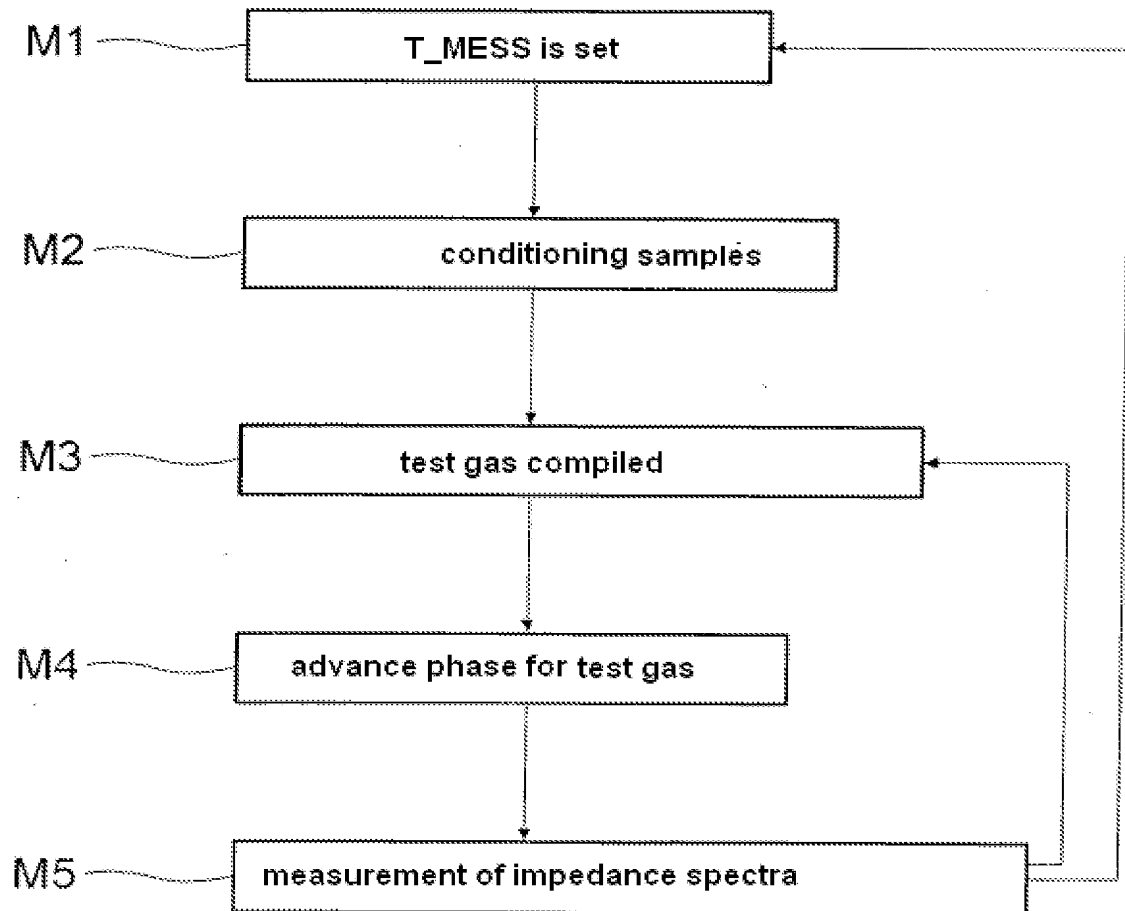 M1
T_MESS is set
M2
conditioning samples
M3
test gas compiled
M4
advance phase for test gas
M5
measurement of impedance spectra